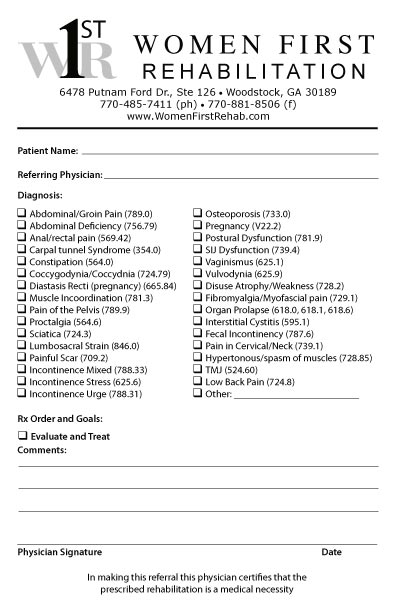 1ST
WR
WOMEN FIRST
REHABILITATION
6478 Putnam Ford Dr., Ste 126 • Woodstock, GA 30189
770-485-7411 (ph) • 770-881-8506 (f)
www.WomenFirstRehab.com
Patient Name:
Referring Physician:
Diagnosis:
❑ Abdominal/Groin Pain (789.0)
❑ Abdominal Deficiency (756.79)
❑ Anal/rectal pain (569.42)
❑ Carpal tunnel Syndrome (354.0)
❑ Constipation (564.0)
❑ Coccygodynia/Coccydnia (724.79)
❑ Diastasis Recti (pregnancy) (665.84)
❑ Muscle Incoordination (781.3)
❑ Pain of the Pelvis (789.9)
❑ Proctalgia (564.6)
❑ Sciatica (724.3)
❑ Lumbosacral Strain (846.0)
❑ Painful Scar (709.2)
❑ Incontinence Mixed (788.33)
❑ Incontinence Stress (625.6)
❑ Incontinence Urge (788.31)
❑ Osteoporosis (733.0)
❑ Pregnancy (V22.2)
❑ Postural Dysfunction (781.9)
❑ SIJ Dysfunction (739.4)
❑ Vaginismus (625.1)
❑ Vulvodynia (625.9)
❑ Disuse Atrophy/Weakness (728.2)
❑ Fibromyalgia/Myofascial pain (729.1)
❑ Organ Prolapse (618.0, 618.1, 618.6)
❑ Interstitial Cystitis (595.1)
❑ Fecal Incontinency (787.6)
❑ Pain in Cervical/Neck (739.1)
❑ Hypertonous/spasm of muscles (728.85)
❑ TMJ (524.60)
❑ Low Back Pain (724.8)
❑ Other:
Rx Order and Goals:
❑ Evaluate and Treat
Comments:
Physician Signature Date
In making this referral this physician certifies that the
prescribed rehabilitation is a medical necessity